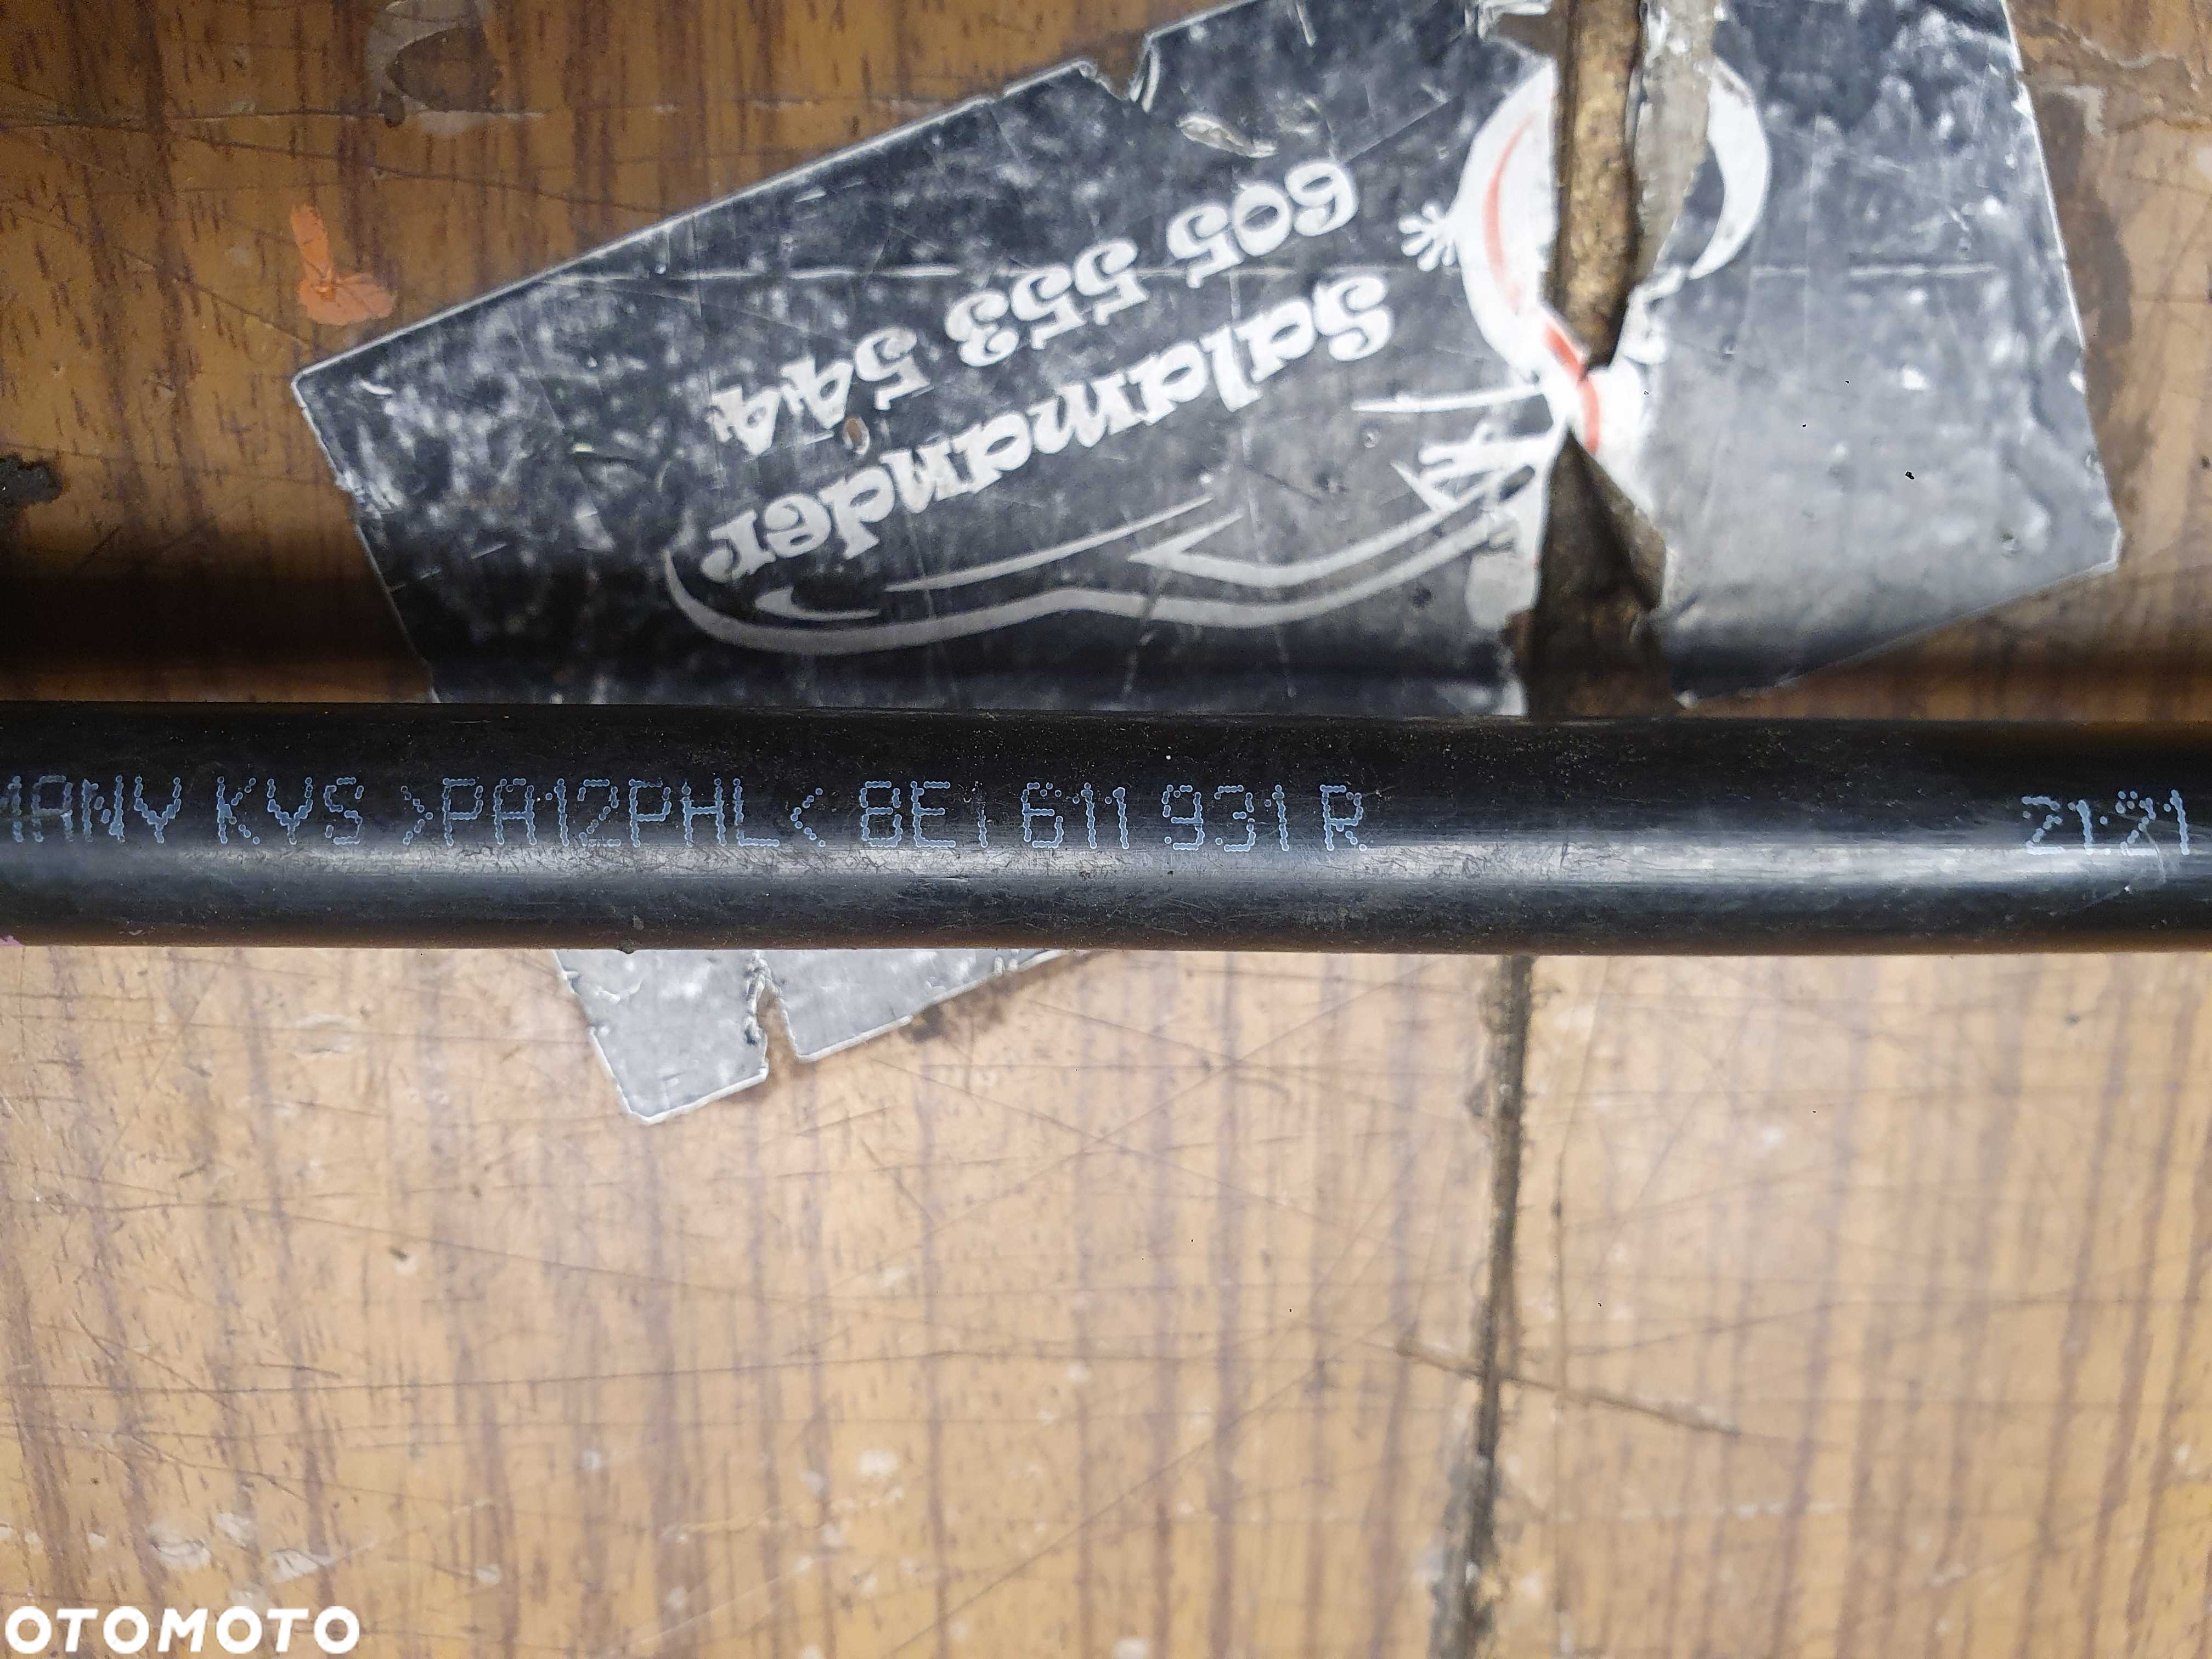 605 553 544
Salamander
MANY KVS >PA12PHL< 8E1 611 931 R 21:21
OTOMOTO